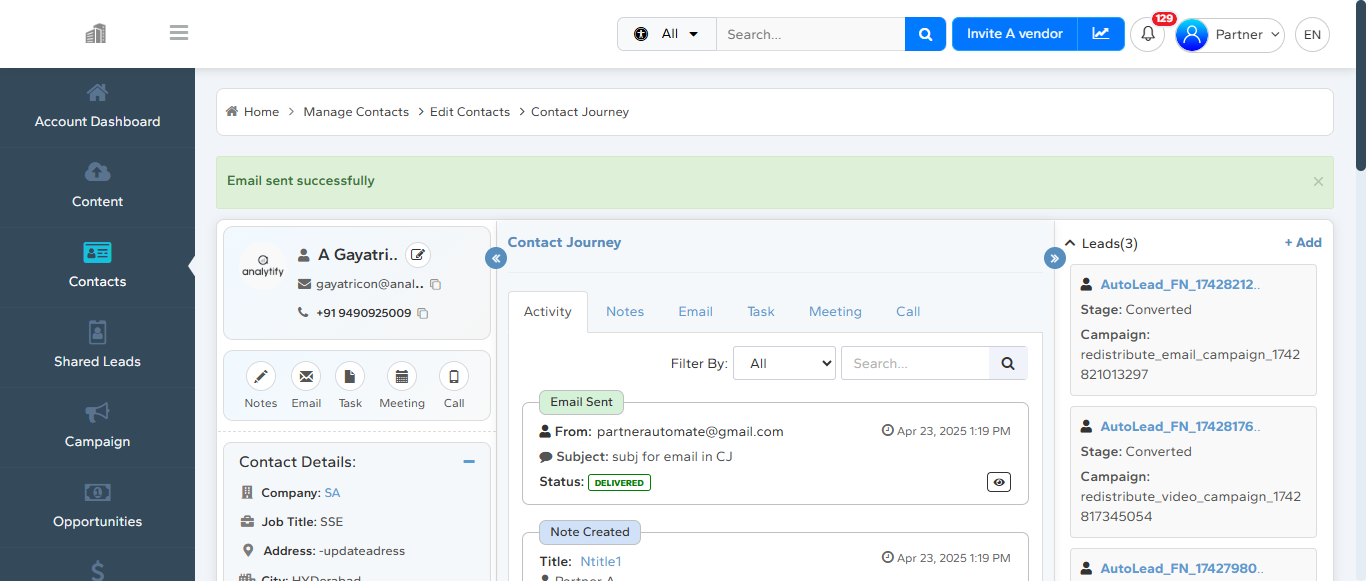 All
Search...
Invite A vendor
129
Partner
EN
Account Dashboard
Content
Contacts
Shared Leads
Campaign
Opportunities
Home > Manage Contacts > Edit Contacts > Contact Journey
Email sent successfully
×
analytify
A Gayatri..
gayatricon@anal..
+91 9490925009
Notes
Email
Task
Meeting
Call
Contact Details:
Company: SA
Job Title: SSE
Address: -updateadress
City: HYDerabad
Contact Journey
Activity
Notes
Email
Task
Meeting
Call
Filter By:
All
Search...
Email Sent
From: partnerautomate@gmail.com
Apr 23, 2025 1:19 PM
Subject: subj for email in CJ
Status: DELIVERED
Note Created
Title: Ntitle1
Apr 23, 2025 1:19 PM
Partner A
Leads(3)
+ Add
AutoLead_FN_17428212..
Stage: Converted
Campaign:
redistribute_email_campaign_1742
821013297
AutoLead_FN_17428176..
Stage: Converted
Campaign:
redistribute_video_campaign_1742
817345054
AutoLead_FN_17427980..